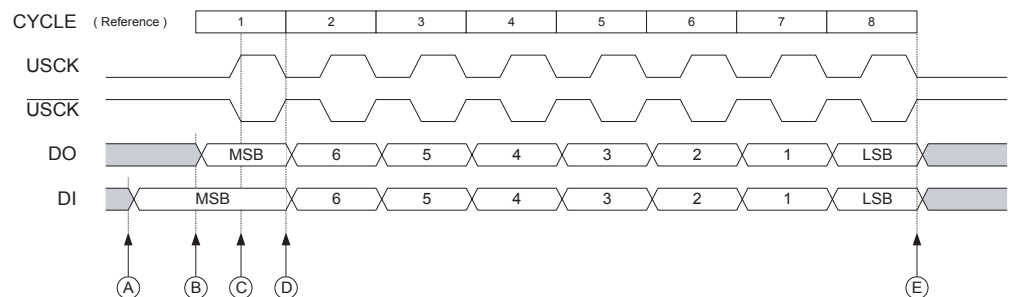 CYCLE ( Reference ) 1 2 3 4 5 6 7 8
USCK
USCK
DO MSB 6 5 4 3 2 1 LSB
DI MSB 6 5 4 3 2 1 LSB
A B C D E